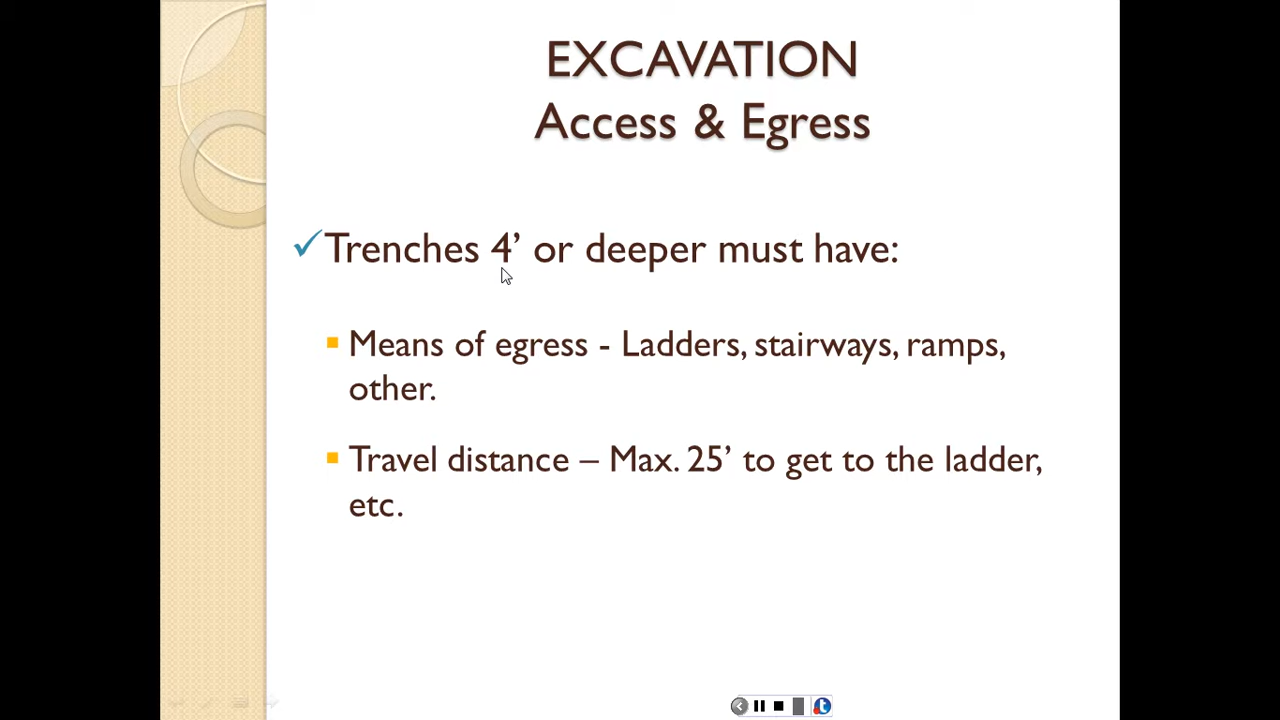 EXCAVATION
Access & Egress
Trenches 4’ or deeper must have:
Means of egress - Ladders, stairways, ramps,
other.
Travel distance – Max. 25’ to get to the ladder,
etc.